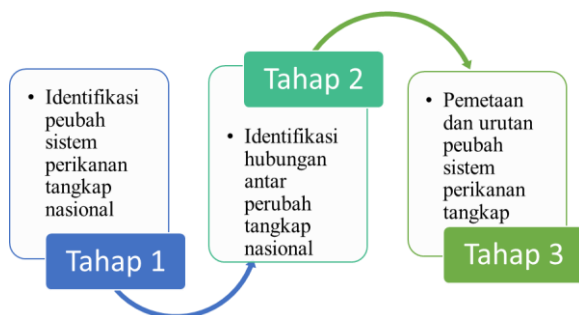 • Identifikasi
peubah
sistem
perikanan
tangkap
nasional
Tahap 1
Tahap 2
• Identifikasi
hubungan
antar
perubah
tangkap
nasional
• Pemetaan
dan urutan
peubah
sistem
perikanan
tangkap
Tahap 3